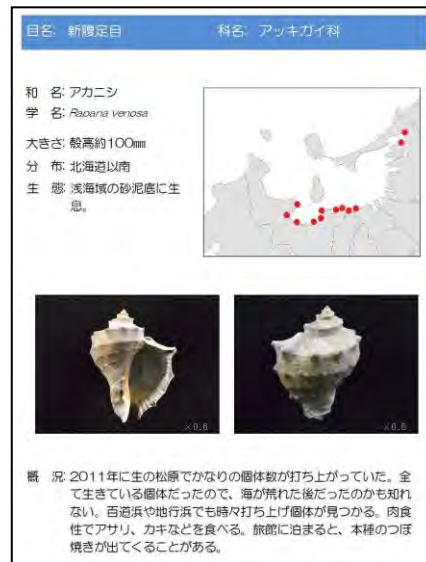 目名: 新腹足目 科名: アッキガイ科
和 名: アカニシ
学 名: Rapana venosa
大きさ: 殻高約100mm
分 布: 北海道以南
生 態: 浅海域の砂泥底に生
息。
×0.6 ×0.6
概 況: 2011年に生の松原でかなりの個体数が打ち上がっていた。全
て生きている個体だったので、海が荒れた後だったのかも知れ
ない。百道浜や地行浜でも時々打ち上げ個体が見つかる。肉食
性でアサリ、カキなどを食べる。旅館に泊まると、本種のつぼ
焼きが出てくることがある。